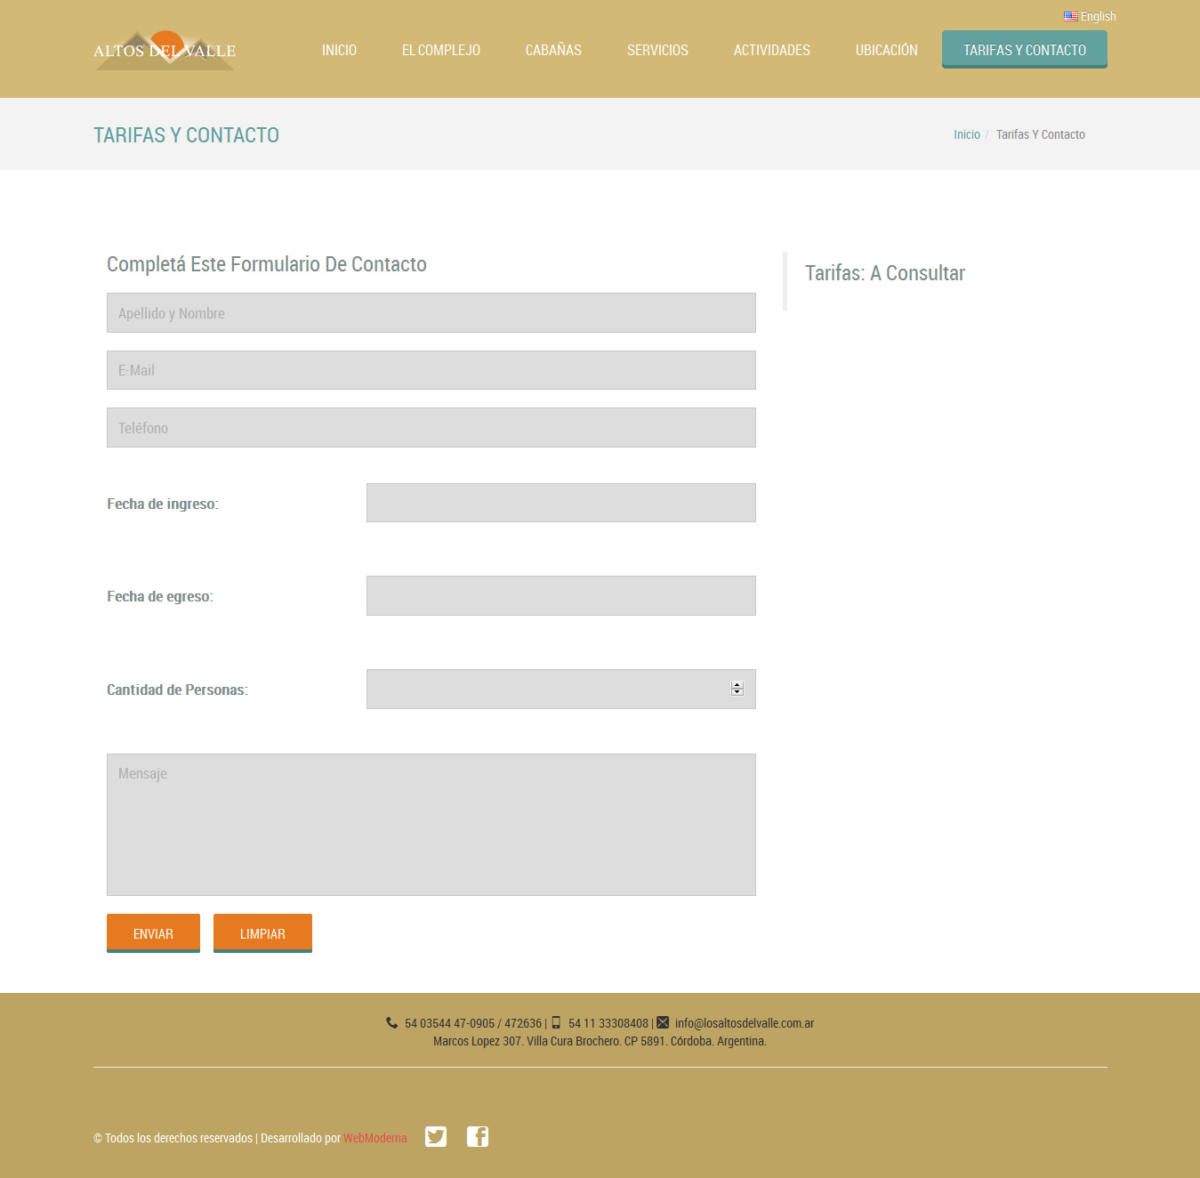 English
ALTOS DEL VALLE
INICIO EL COMPLEJO CABAÑAS SERVICIOS ACTIVIDADES UBICACIÓN TARIFAS Y CONTACTO
TARIFAS Y CONTACTO
Inicio / Tarifas Y Contacto
Completá Este Formulario De Contacto
Tarifas: A Consultar
Apellido y Nombre
E-Mail
Teléfono
Fecha de ingreso:
Fecha de egreso:
Cantidad de Personas:
Mensaje
ENVIAR LIMPIAR
54 03544 47-0905 / 472636 | 54 11 33308408 | info@losaltosdelvalle.com.ar
Marcos Lopez 307. Villa Cura Brochero. CP 5891. Córdoba. Argentina.
© Todos los derechos reservados | Desarrollado por WebModerna